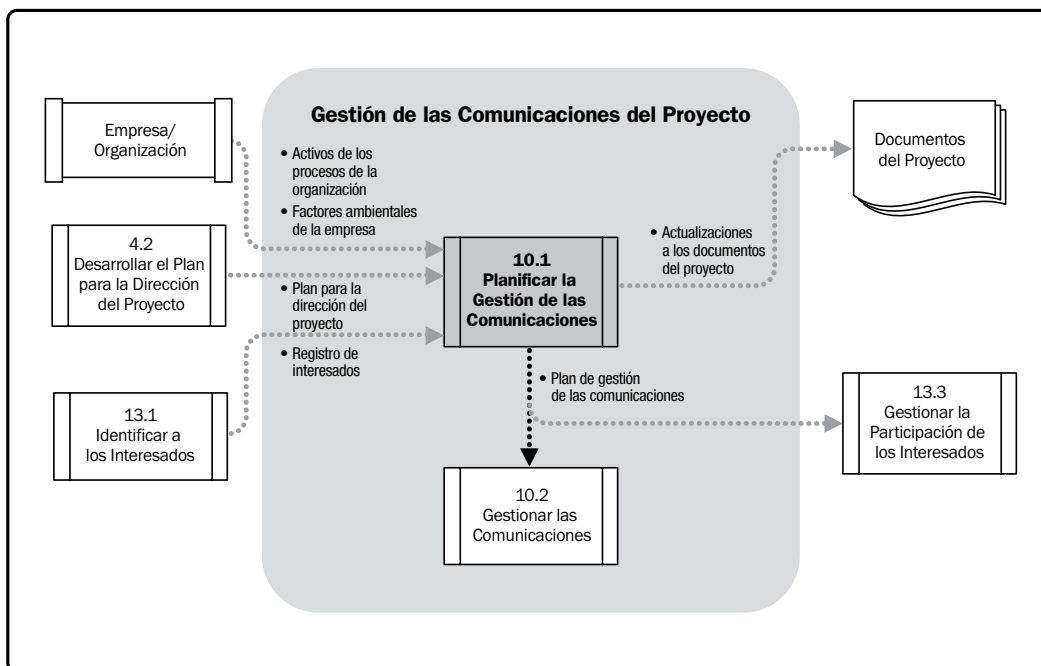 Gestión de las Comunicaciones del Proyecto
Empresa/
Organización
• Activos de los
procesos de la
organización
• Factores ambientales
de la empresa
Documentos
del Proyecto
4.2
Desarrollar el Plan
para la Dirección
del Proyecto
• Plan para la
dirección del
proyecto
• Registro de
interesados
10.1
Planificar la
Gestión de las
Comunicaciones
• Actualizaciones
a los documentos
del proyecto
13.1
Identificar a
los Interesados
• Plan de gestión
de las comunicaciones
13.3
Gestionar la
Participación de
los Interesados
10.2
Gestionar las
Comunicaciones